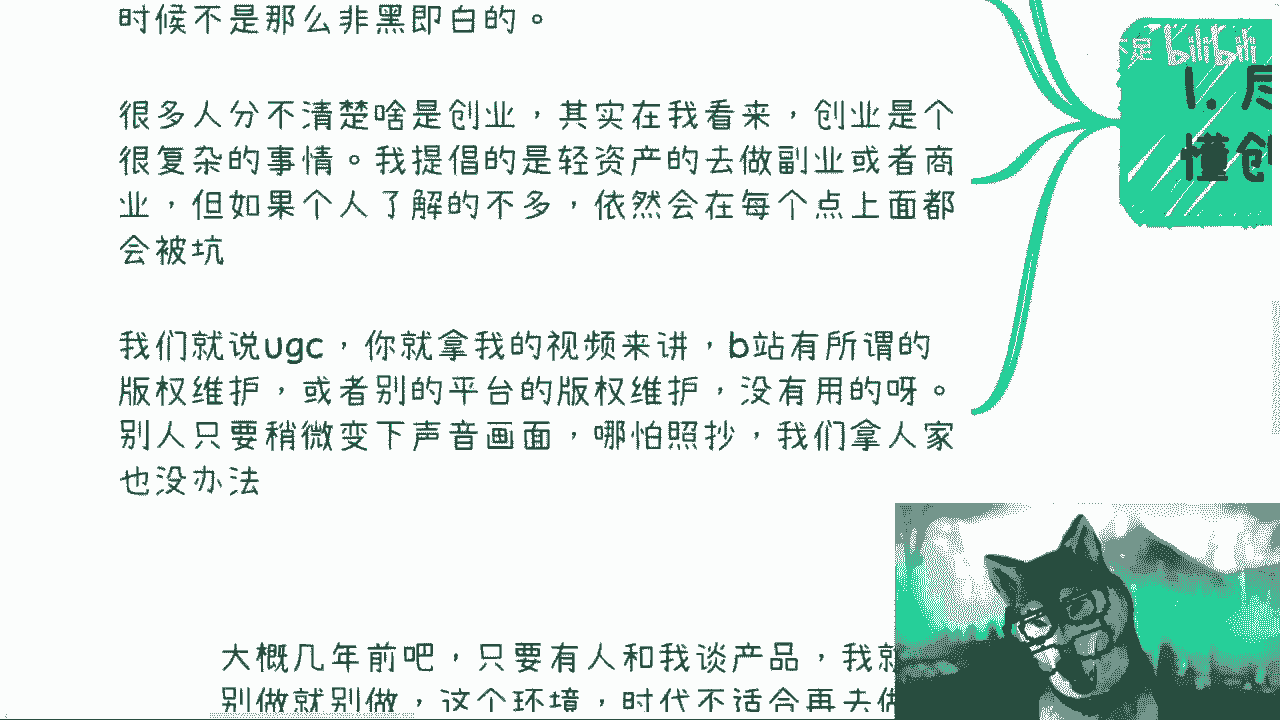 时候不是那么非黑即白的。
很多人分不清楚啥是创业，其实在我看来，创业是个
很复杂的事情。我提倡的是轻资产的去做副业或者商
业，但如果个人了解的不多，依然会在每个点上面都
会被坑
我们就说ugc，你就拿我的视频来讲，b站有所谓的
版权维护，或者别的平台的版权维护，没有用的呀。
别人只要稍微变下声音画面，哪怕照抄，我们拿人家
也没办法
大概几年前吧，只要有人和我谈产品，我就
别做就别做，这个环境，时代不适合再去做
足 bilibili
1. 尽
懂创